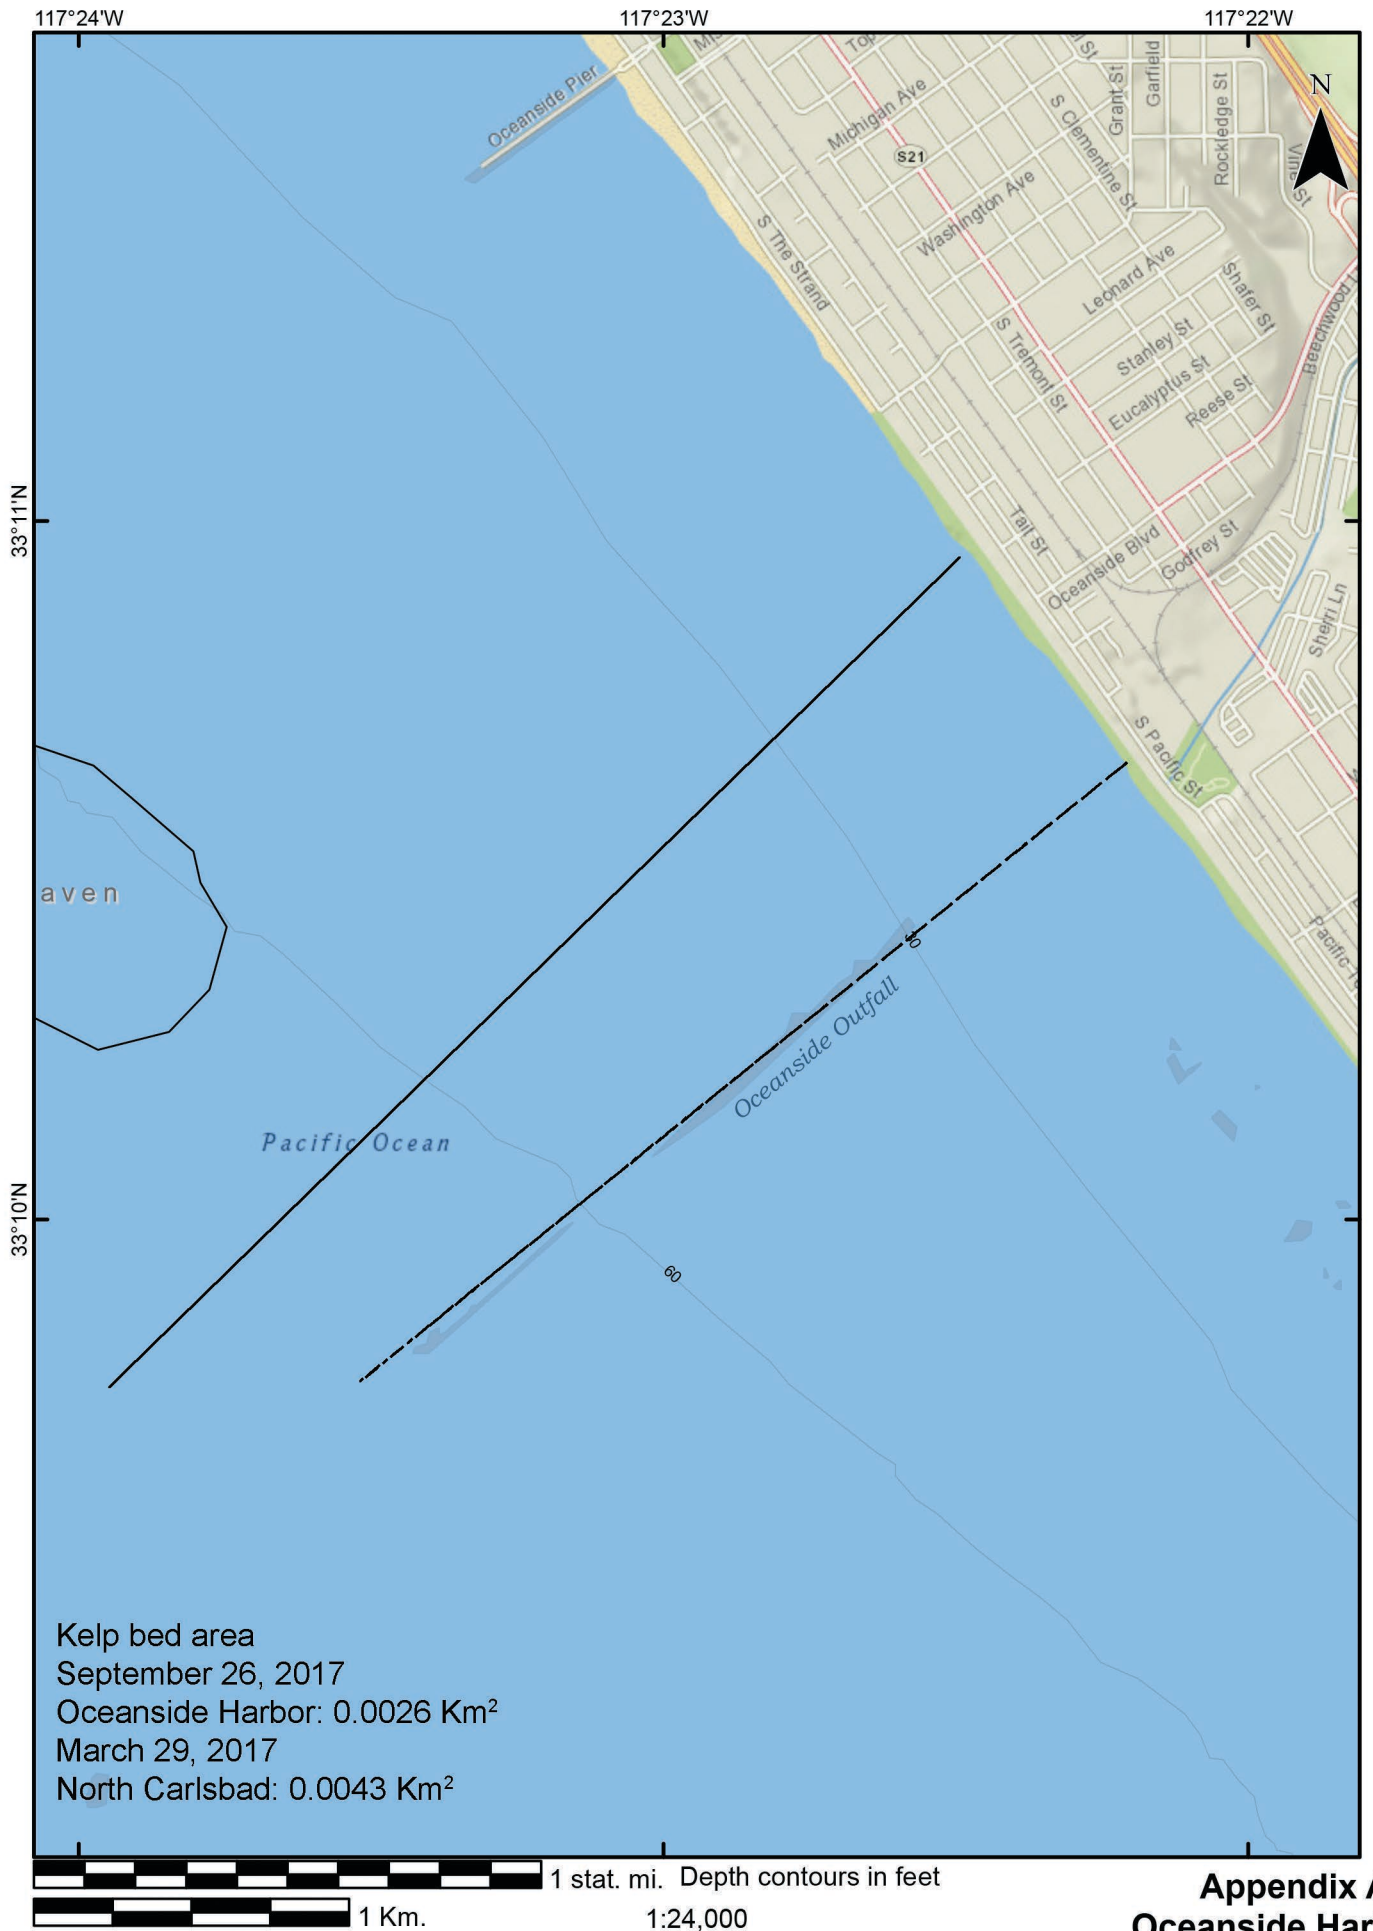 117°24'W
117°23'W
117°22'W
33°11'N
33°10'N
N
Oceanside Pier
Michigan Ave
S21
S Clementine St
Grant St
Garfield
Rockledge St
Washington Ave
S The Strand
Leonard Ave
Shafer St
Stanley St
Eucalyptus St
Reese St
S Tremont St
Tait St
Oceanside Blvd
Godfrey St
Sherri Ln
S Pacific St
Pacific
aven
30
Oceanside Outfall
Pacific Ocean
60
Kelp bed area
September 26, 2017
Oceanside Harbor: 0.0026 Km²
March 29, 2017
North Carlsbad: 0.0043 Km²
1 stat. mi.
Depth contours in feet
1 Km.
1:24,000
Appendix
Oceanside Har